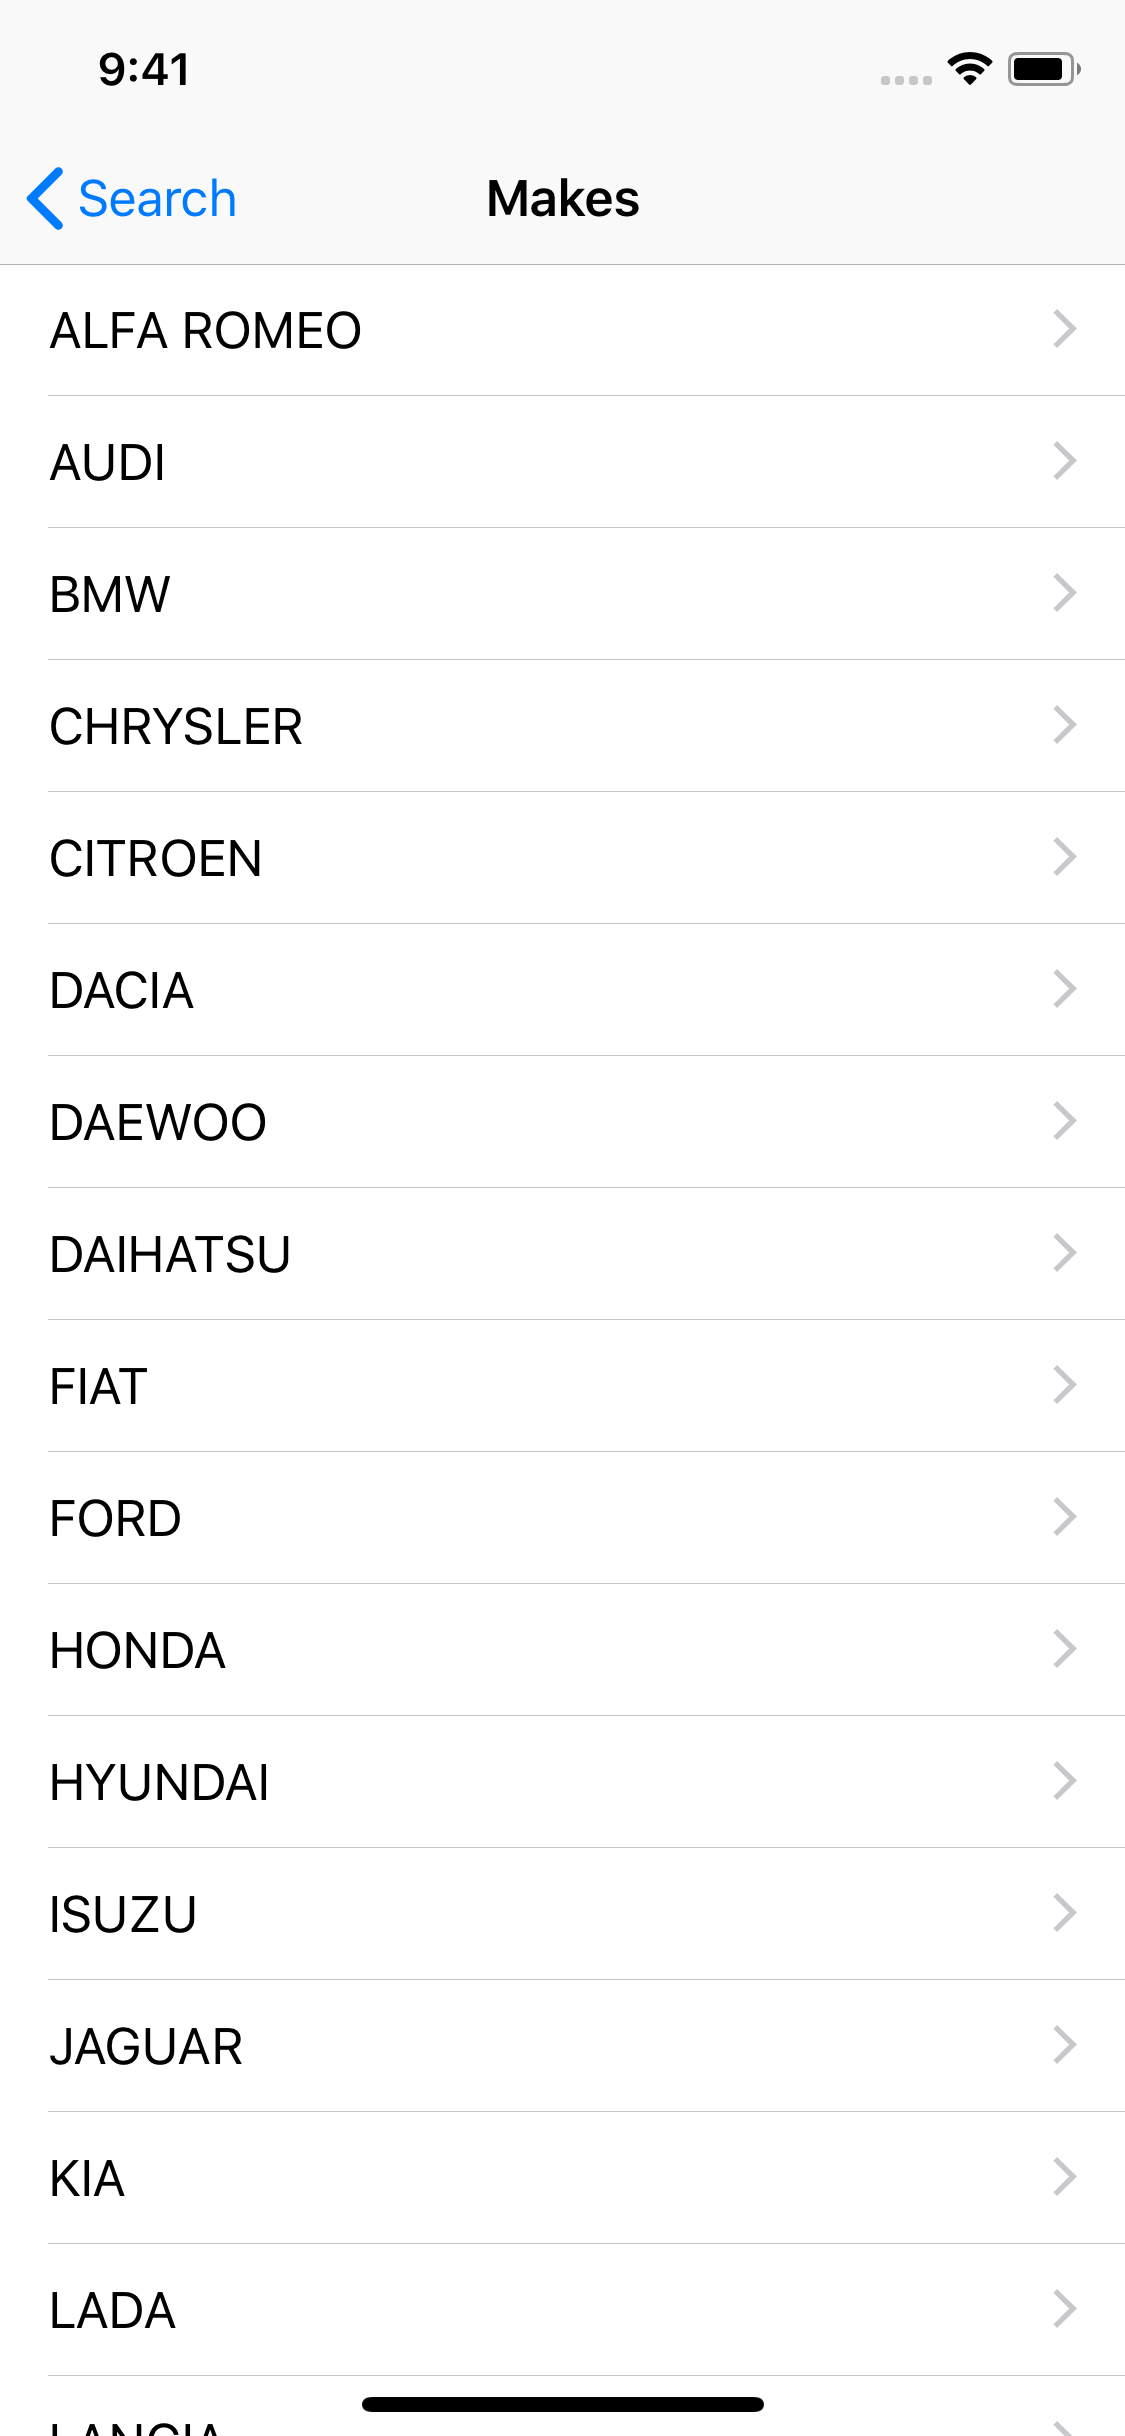 9:41
Search
Makes
ALFA ROMEO
AUDI
BMW
CHRYSLER
CITROEN
DACIA
DAEWOO
DAIHATSU
FIAT
FORD
HONDA
HYUNDAI
ISUZU
JAGUAR
KIA
LADA
LANCIA